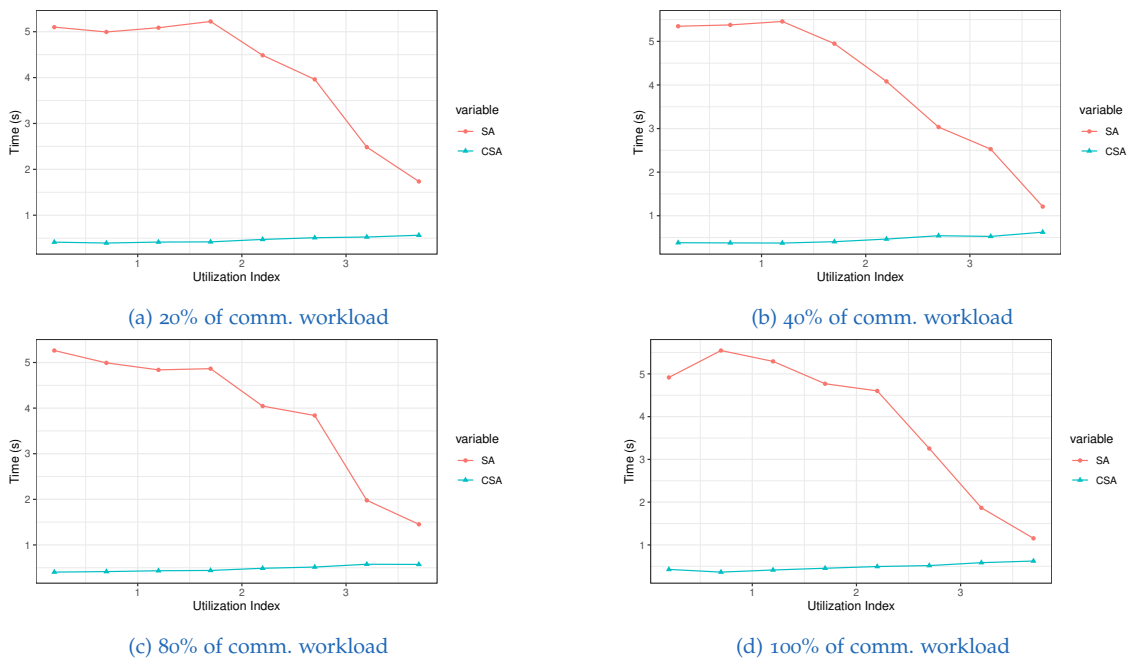 Time (s)
5
4
3
2
1
1 2 3
Utilization Index
variable
SA
CSA
(a) 20% of comm. workload
Time (s)
5
4
3
2
1
1 2 3
Utilization Index
variable
SA
CSA
(b) 40% of comm. workload
Time (s)
5
4
3
2
1
1 2 3
Utilization Index
variable
SA
CSA
(c) 80% of comm. workload
Time (s)
5
4
3
2
1
1 2 3
Utilization Index
variable
SA
CSA
(d) 100% of comm. workload